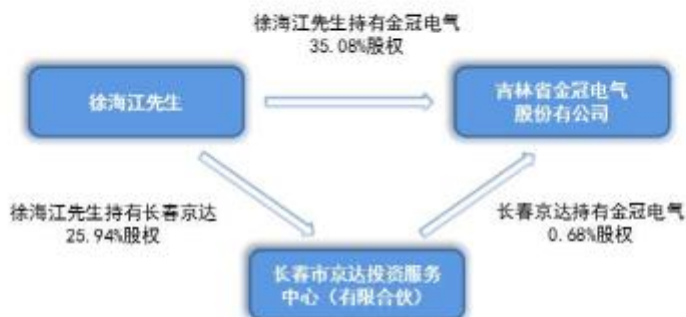 徐海江先生持有金冠电气
35.08%股权
徐海江先生
吉林省金冠电气
股份有公司
徐海江先生持有长春京达
25.94%股权
长春京达持有金冠电气
0.68%股权
长春市京达投资服务
中心（有限合伙）